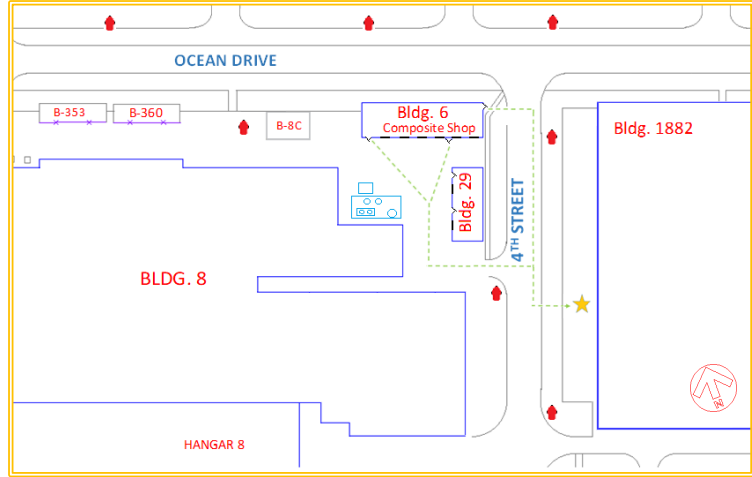 OCEAN DRIVE
B-353
B-360
B-8C
Bldg. 6
Composite Shop
Bldg. 1882
Bldg. 29
4TH STREET
BLDG. 8
N
HANGAR 8